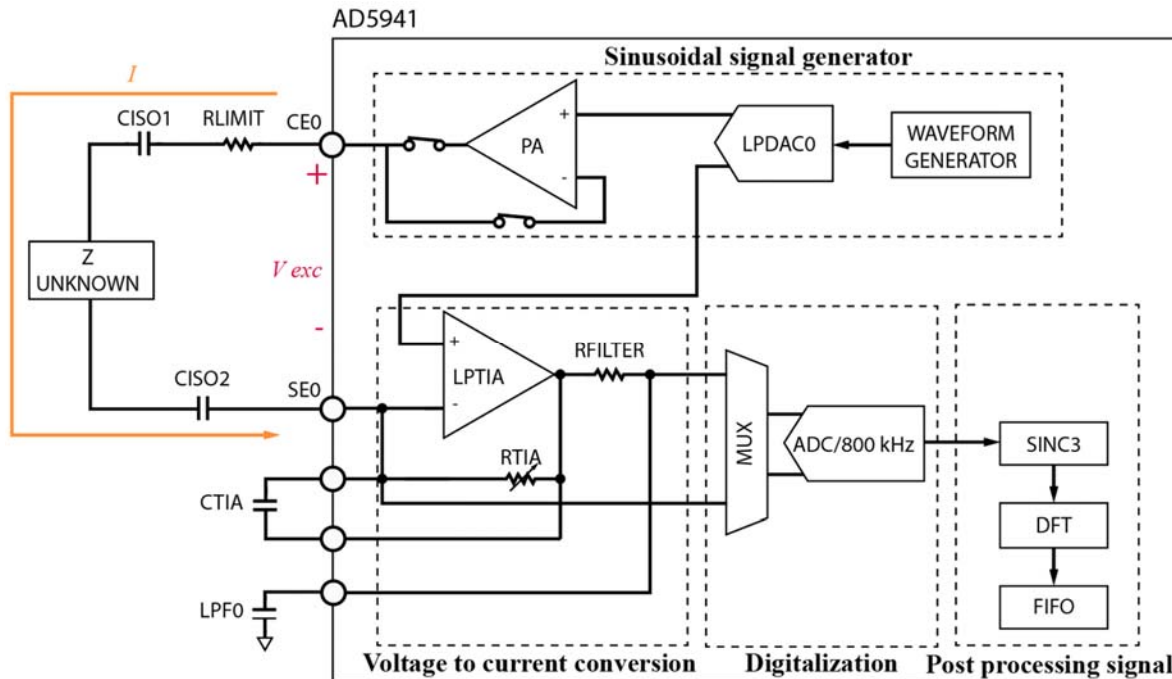 AD5941
Sinusoidal signal generator
I
CISO1
RLIMIT
CE0
+
PA
+
-
LPDAC0
WAVEFORM
GENERATOR
Z
UNKNOWN
V exc
-
CISO2
SE0
+
-
LPTIA
RFILTER
RTIA
MUX
ADC/800 kHz
SINC3
DFT
FIFO
CTIA
LPF0
Voltage to current conversion
Digitalization
Post processing signal